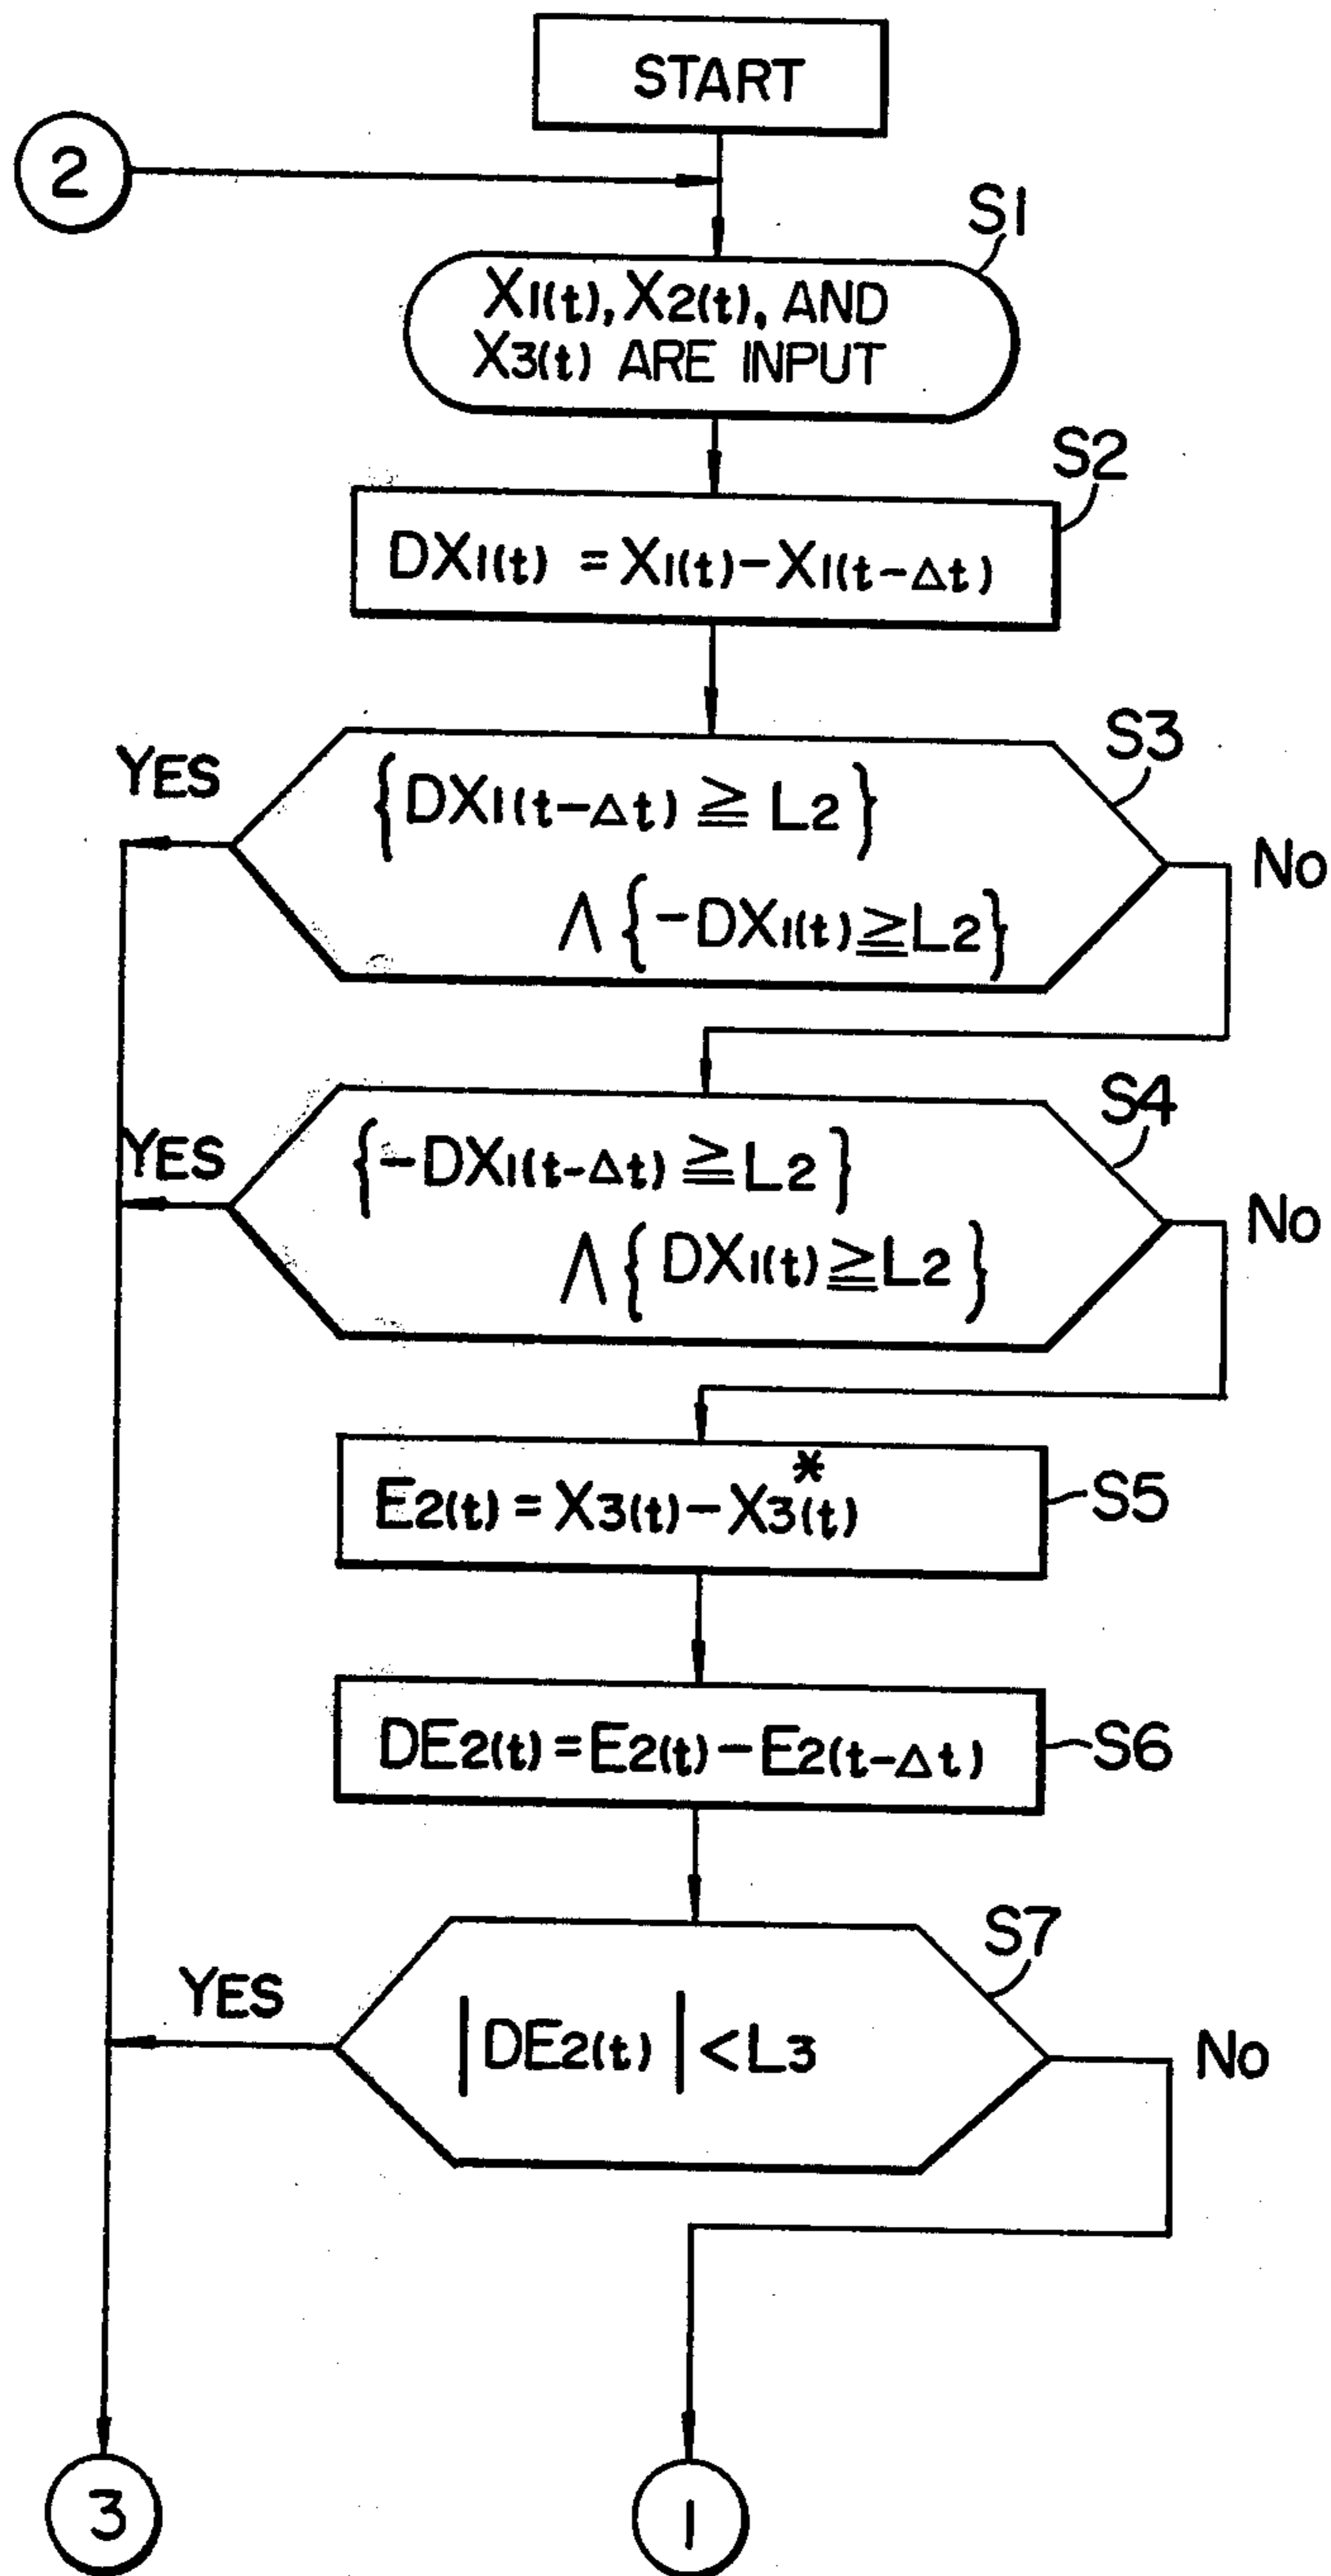 START
2
S1
X1(t), X2(t), AND
X3(t) ARE INPUT
S2
DX1(t) = X1(t)-X1(t-Δt)
S3
YES
{DX1(t-Δt) ≧ L2}
No
∧ {-DX1(t) ≧ L2}
S4
YES
{-DX1(t-Δt) ≧ L2}
No
∧ { DX1(t) ≧ L2 }
E2(t) = X3(t)-X3*(t)
S5
DE2(t) = E2(t)-E2(t-Δt)
S6
S7
YES
|DE2(t)| < L3
No
3
1